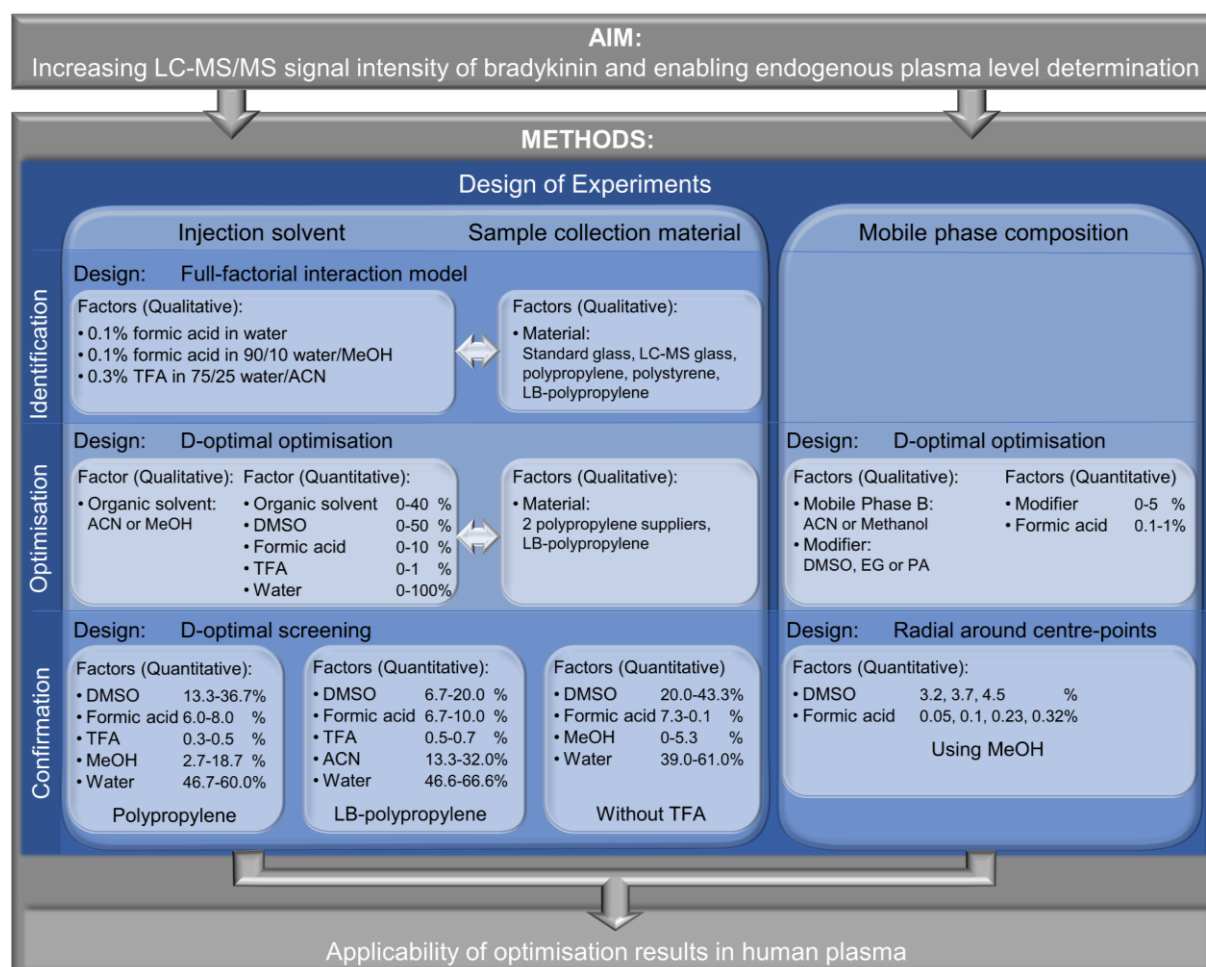 AIM:
Increasing LC-MS/MS signal intensity of bradykinin and enabling endogenous plasma level determination
METHODS:
Design of Experiments
Injection solvent
Sample collection material
Mobile phase composition
Identification
Design: Full-factorial interaction model
Factors (Qualitative):
• 0.1% formic acid in water
• 0.1% formic acid in 90/10 water/MeOH
• 0.3% TFA in 75/25 water/ACN
Factors (Qualitative):
• Material:
Standard glass, LC-MS glass,
polypropylene, polystyrene,
LB-polypropylene
Optimisation
Design: D-optimal optimisation
Factor (Qualitative):
• Organic solvent:
ACN or MeOH
Factor (Quantitative):
• Organic solvent 0-40 %
• DMSO 0-50 %
• Formic acid 0-10 %
• TFA 0-1 %
• Water 0-100%
Factors (Qualitative):
• Material:
2 polypropylene suppliers,
LB-polypropylene
Design: D-optimal optimisation
Factors (Qualitative):
• Mobile Phase B:
ACN or Methanol
• Modifier:
DMSO, EG or PA
Factors (Quantitative)
• Modifier 0-5 %
• Formic acid 0.1-1%
Confirmation
Design: D-optimal screening
Factors (Quantitative):
• DMSO 13.3-36.7%
• Formic acid 6.0-8.0 %
• TFA 0.3-0.5 %
• MeOH 2.7-18.7 %
• Water 46.7-60.0%
Polypropylene
Factors (Quantitative):
• DMSO 6.7-20.0 %
• Formic acid 6.7-10.0 %
• TFA 0.5-0.7 %
• ACN 13.3-32.0%
• Water 46.6-66.6%
LB-polypropylene
Factors (Quantitative)
• DMSO 20.0-43.3%
• Formic acid 7.3-0.1 %
• MeOH 0-5.3 %
• Water 39.0-61.0%
Without TFA
Design: Radial around centre-points
Factors (Quantitative):
• DMSO 3.2, 3.7, 4.5 %
• Formic acid 0.05, 0.1, 0.23, 0.32%
Using MeOH
Applicability of optimisation results in human plasma